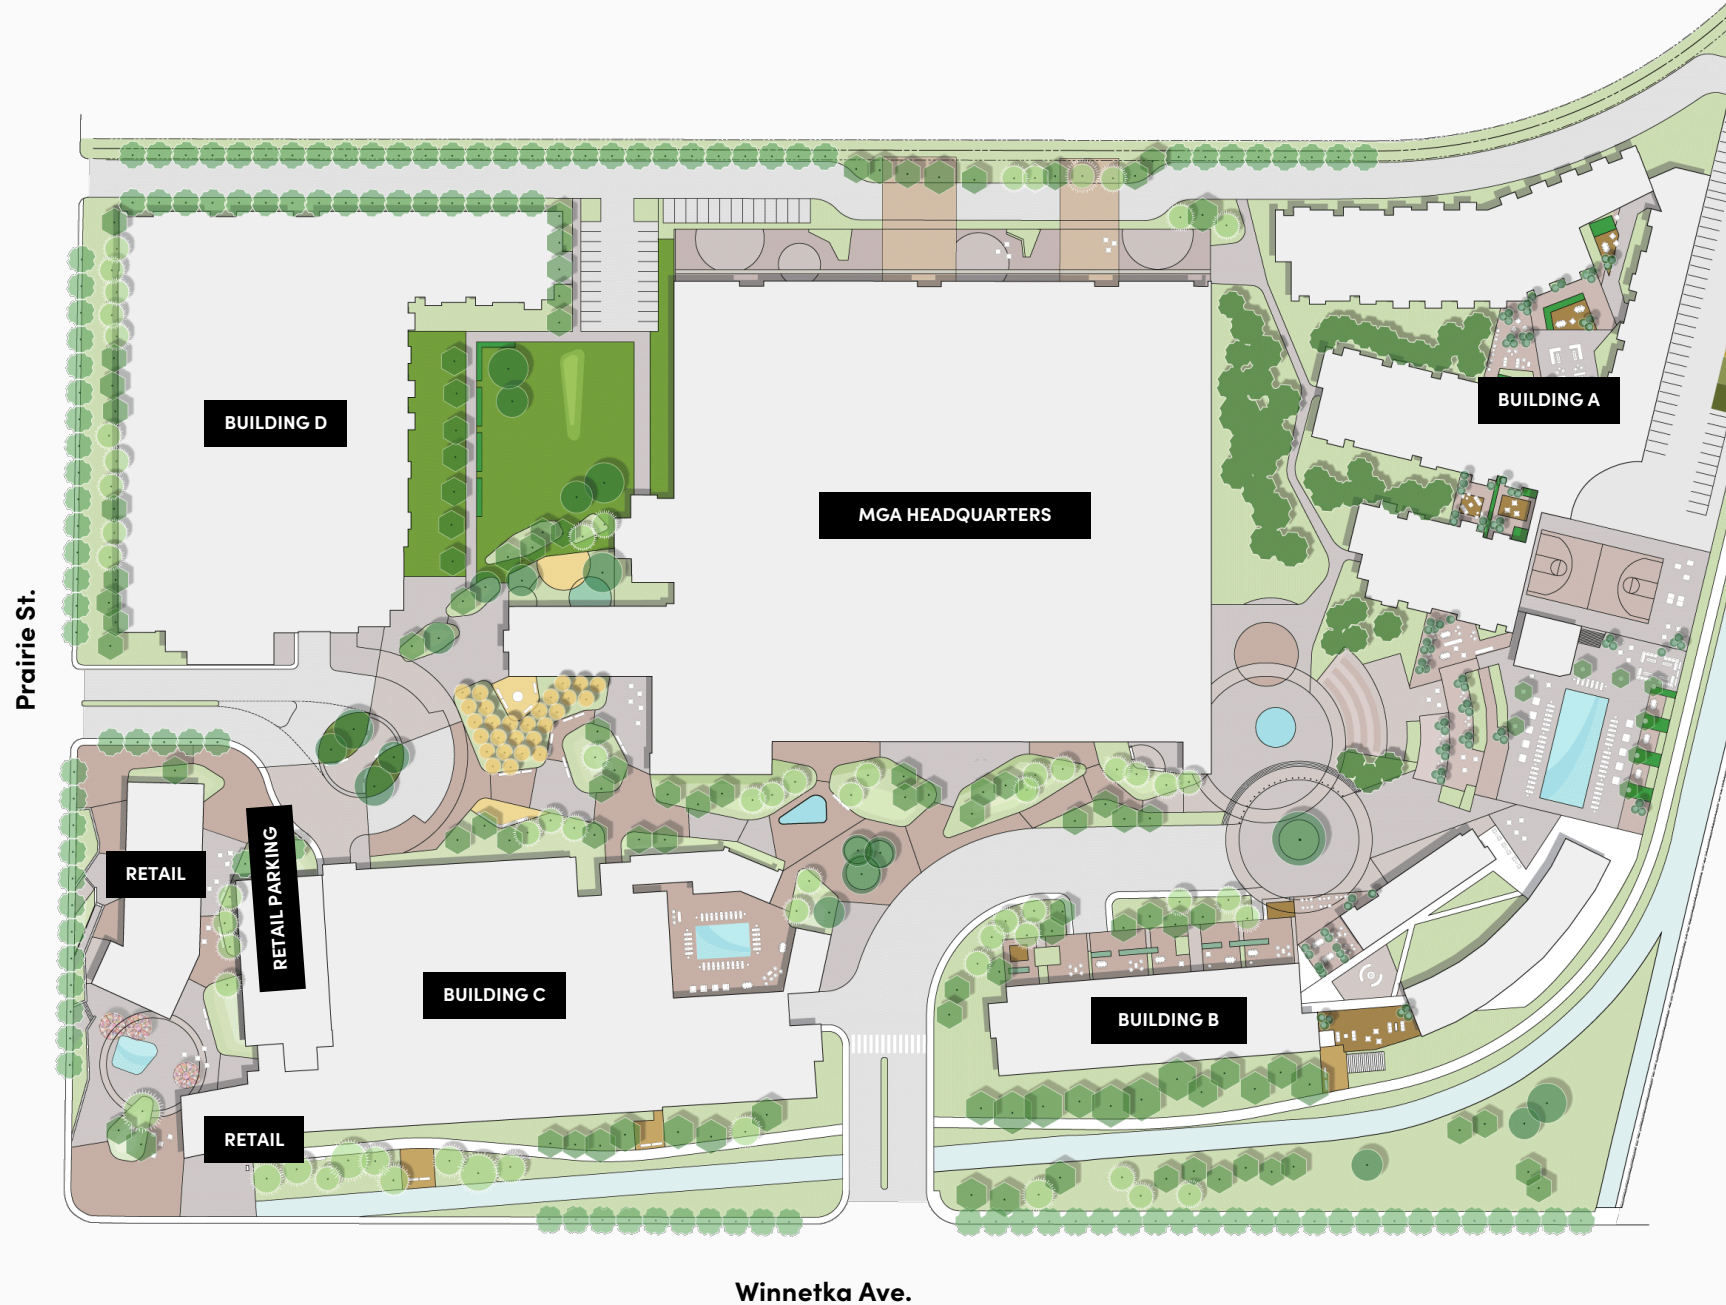 BUILDING A
BUILDING D
MGA HEADQUARTERS
Prairie St.
RETAIL
RETAIL PARKING
BUILDING C
BUILDING B
RETAIL
Winnetka Ave.